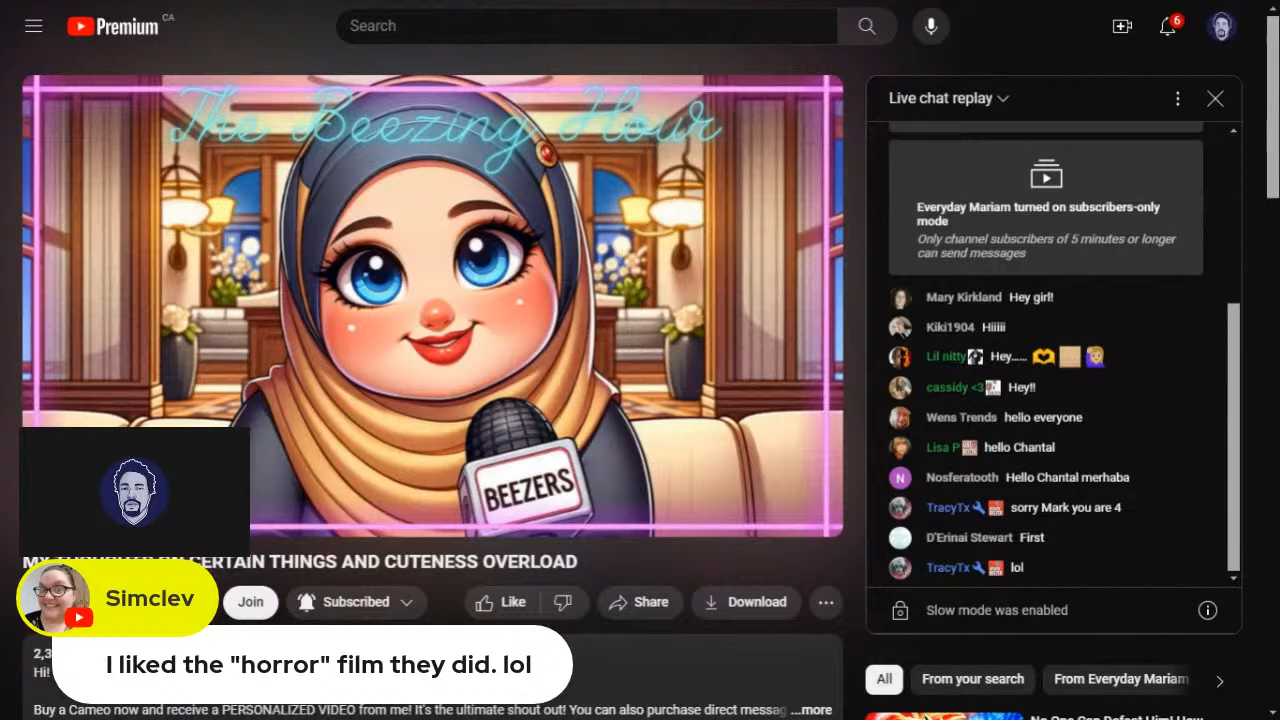 Premium CA
Search
6
The Beezing Hour
BEEZERS
CERTAIN THINGS AND CUTENESS OVERLOAD
Simclev
Join
Subscribed
Like
Share
Download
I liked the "horror" film they did. lol
Buy a Cameo now and receive a PERSONALIZED VIDEO from me! It's the ultimate shout out! You can also purchase direct messag ...more
Live chat replay
Everyday Mariam turned on subscribers-only
mode
Only channel subscribers of 5 minutes or longer
can send messages
Mary Kirkland Hey girl!
Kiki1904 Hiiiii
Lil nitty Hey......
cassidy <3 Hey!!
Wens Trends hello everyone
Lisa P hello Chantal
N Nosferatooth Hello Chantal merhaba
TracyTx sorry Mark you are 4
D'Erinai Stewart First
TracyTx lol
Slow mode was enabled
All
From your search
From Everyday Mariam